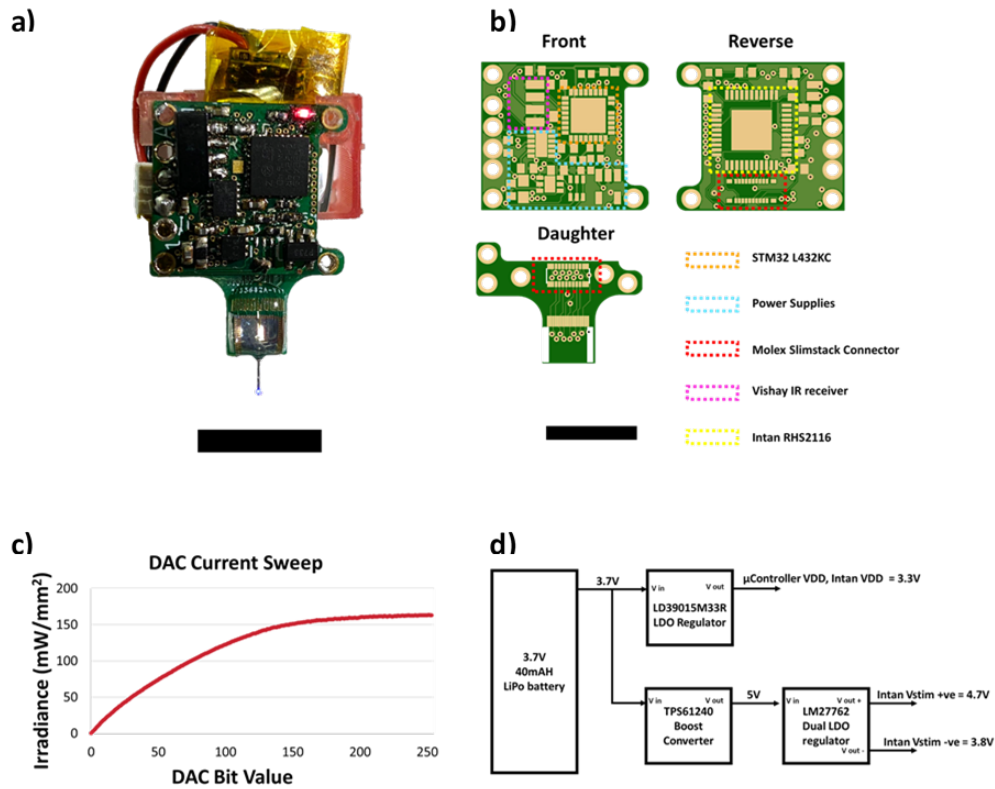 a)
b)
Front
Reverse
Daughter
STM32 L432KC
Power Supplies
Molex Slimstack Connector
Vishay IR receiver
Intan RHS2116
c)
DAC Current Sweep
Irradiance (mW/mm²)
200
150
100
50
0
0
50
100
150
200
250
DAC Bit Value
d)
3.7V
40mAH
LiPo battery
3.7V
V in
V out
LD39015M33R
LDO Regulator
µController VDD, Intan VDD = 3.3V
V in
V out
TPS61240
Boost
Converter
5V
V in
V out +
LM27762
Dual LDO
regulator
V out -
Intan Vstim +ve = 4.7V
Intan Vstim -ve = 3.8V